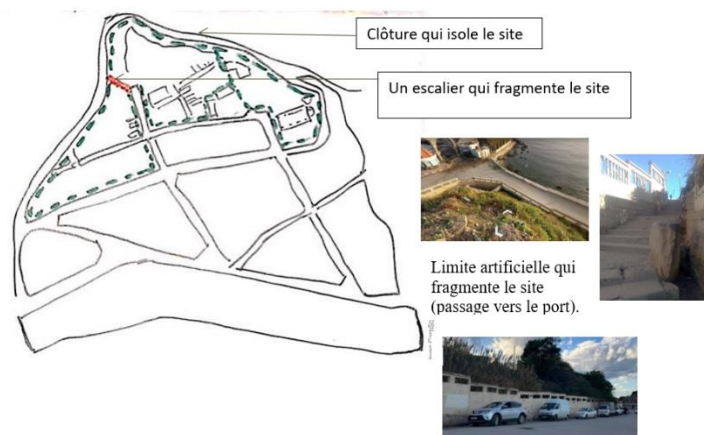 Clôture qui isole le site
Un escalier qui fragmente le site
Limite artificielle qui
fragmente le site
(passage vers le port).